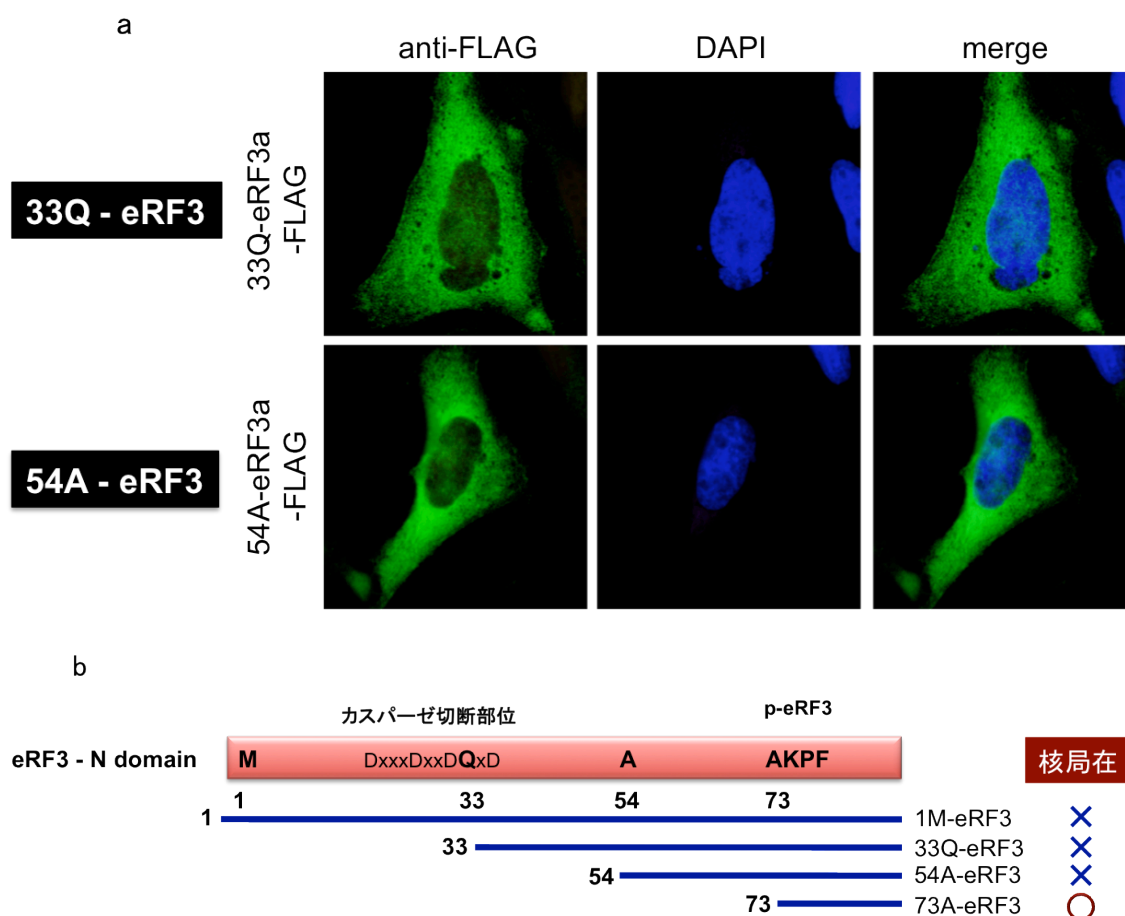 a
anti-FLAG DAPI merge
33Q - eRF3
33Q-eRF3a
-FLAG
54A - eRF3
54A-eRF3a
-FLAG
b
カスパーゼ切断部位 p-eRF3
eRF3 - N domain M DxxxDxxDQxD A AKPF 核局在
1 33 54 73
1 1M-eRF3 ×
33 33Q-eRF3 ×
54 54A-eRF3 ×
73 73A-eRF3 ○